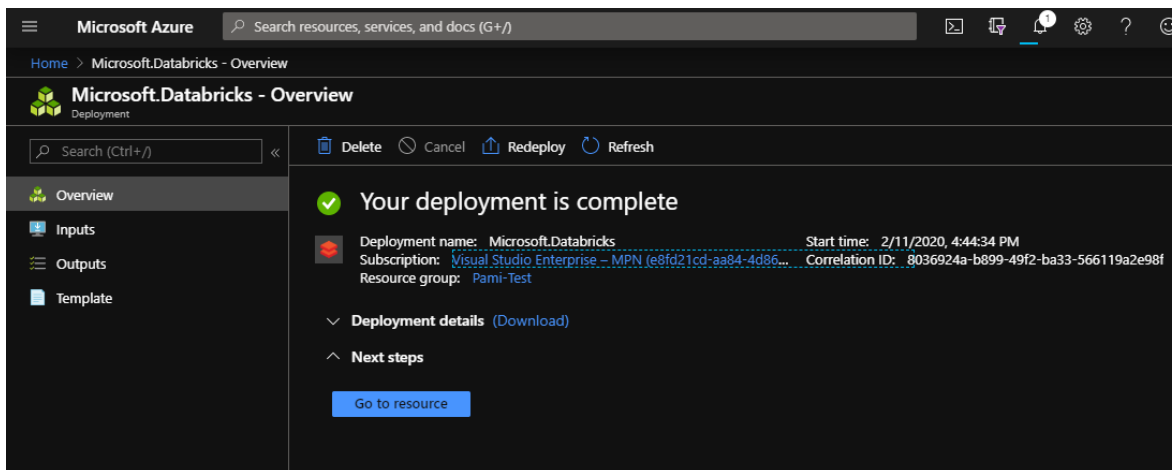 Microsoft Azure
Search resources, services, and docs (G+/)
1
Home > Microsoft.Databricks - Overview
Microsoft.Databricks - Overview
Deployment
Search (Ctrl+/)
«
Delete Cancel Redeploy Refresh
Overview
Inputs
Outputs
Template
Your deployment is complete
Deployment name: Microsoft.Databricks Start time: 2/11/2020, 4:44:34 PM
Subscription: Visual Studio Enterprise – MPN (e8fd21cd-aa84-4d86... Correlation ID: 8036924a-b899-49f2-ba33-566119a2e98f
Resource group: Pami-Test
Deployment details (Download)
Next steps
Go to resource